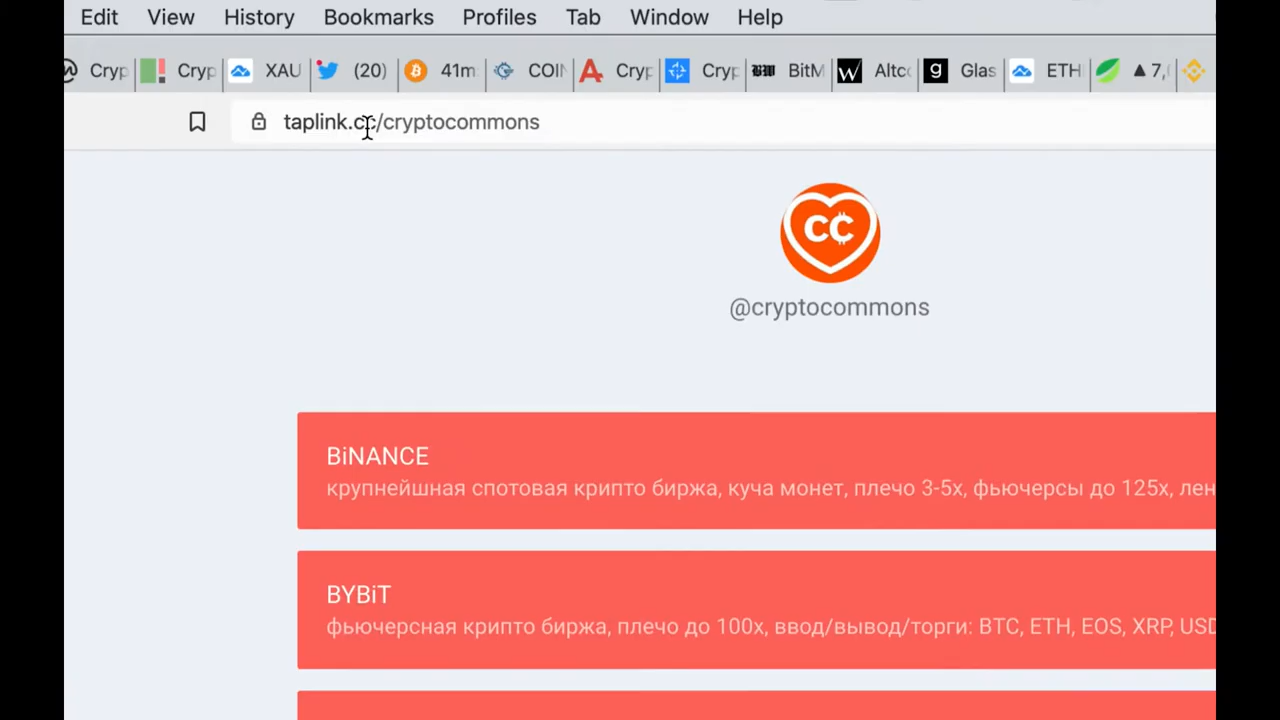 Edit View History Bookmarks Profiles Tab Window Help
Cryp Cryp XAU (20) 41m COIN Cryp Cryp BitM Altc Glas ETH ▲7,
taplink.cc/cryptocommons
CC
@cryptocommons
BiNANCE
крупнейшная спотовая крипто биржа, куча монет, плечо 3-5х, фьючерсы до 125х, лен
BYBiT
фьючерсная крипто биржа, плечо до 100х, ввод/вывод/торги: BTC, ETH, EOS, XRP, USD